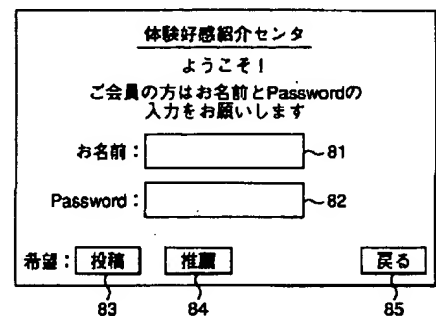 体験好感紹介センタ
ようこそ！
ご会員の方はお名前とPasswordの
入力をお願いします
お名前： 81
Password： 82
希望： 投稿 推薦 戻る
83 84 85